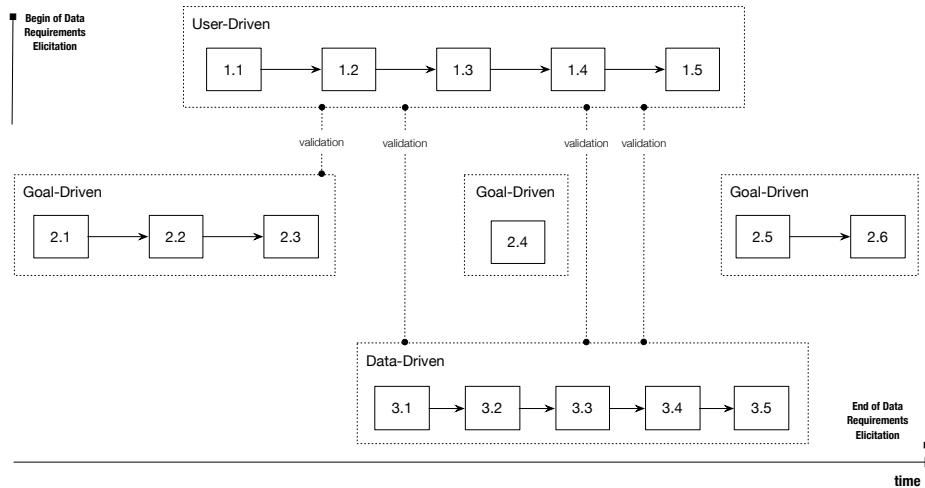 Begin of Data
Requirements
Elicitation
User-Driven
1.1
1.2
1.3
1.4
1.5
validation
validation
validation
validation
Goal-Driven
2.1
2.2
2.3
Goal-Driven
2.4
Goal-Driven
2.5
2.6
Data-Driven
3.1
3.2
3.3
3.4
3.5
End of Data
Requirements
Elicitation
time